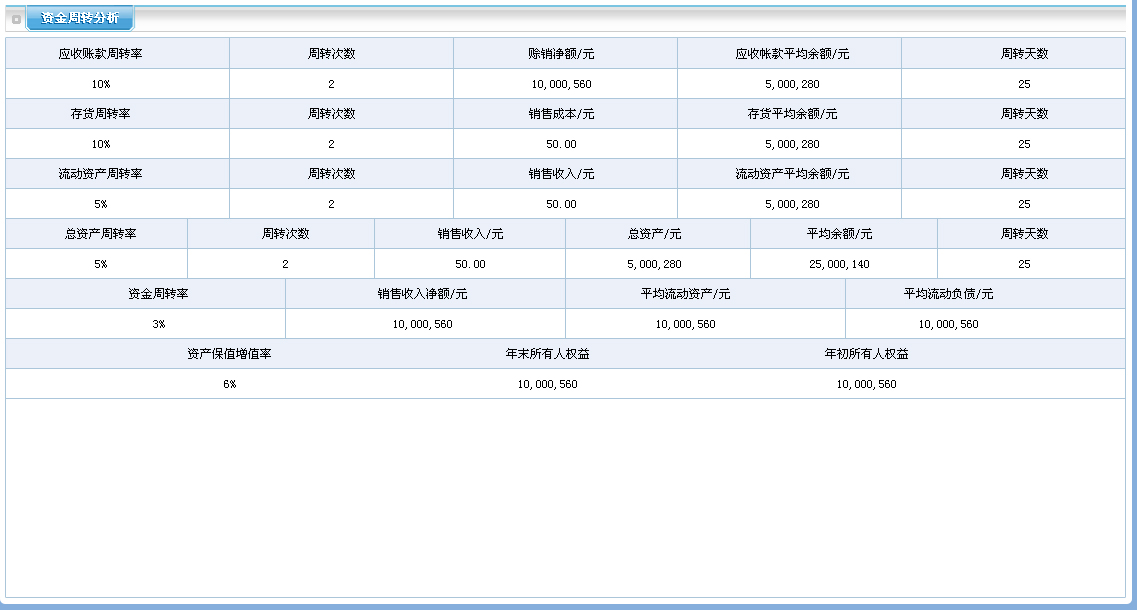 资金周转分析
应收账款周转率 周转次数 赊销净额/元 应收帐款平均余额/元 周转天数
10% 2 10,000,560 5,000,280 25
存货周转率 周转次数 销售成本/元 存货平均余额/元 周转天数
10% 2 50.00 5,000,280 25
流动资产周转率 周转次数 销售收入/元 流动资产平均余额/元 周转天数
5% 2 50.00 5,000,280 25
总资产周转率 周转次数 销售收入/元 总资产/元 平均余额/元 周转天数
5% 2 50.00 5,000,280 25,000,140 25
资金周转率 销售收入净额/元 平均流动资产/元 平均流动负债/元
3% 10,000,560 10,000,560 10,000,560
资产保值增值率 年末所有人权益 年初所有人权益
6% 10,000,560 10,000,560